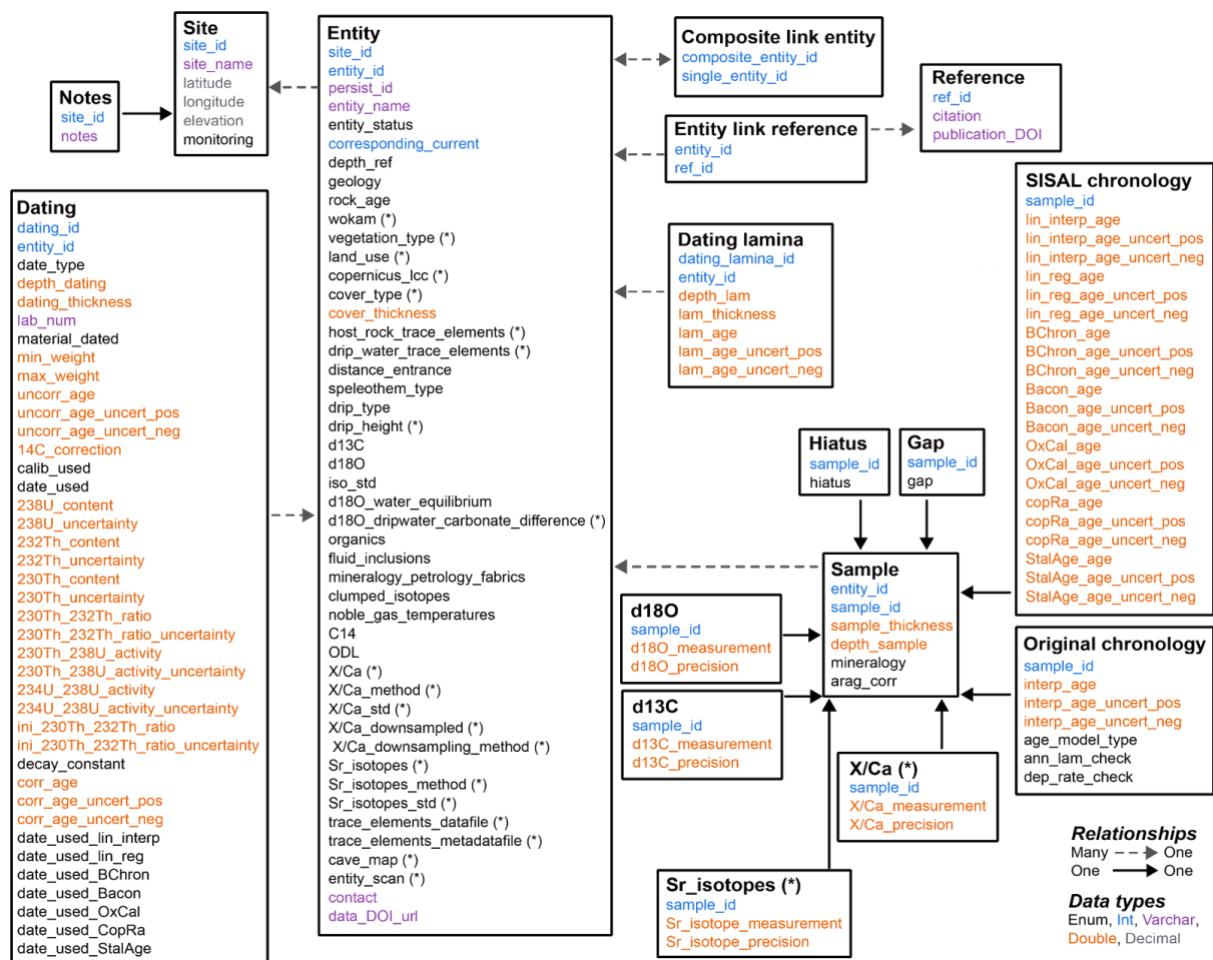 Notes
site_id
notes
Site
site_id
site_name
latitude
longitude
elevation
monitoring
Dating
dating_id
entity_id
date_type
depth_dating
dating_thickness
lab_num
material_dated
min_weight
max_weight
uncorr_age
uncorr_age_uncert_pos
uncorr_age_uncert_neg
14C_correction
calib_used
date_used
238U_content
238U_uncertainty
232Th_content
232Th_uncertainty
230Th_content
230Th_uncertainty
230Th_232Th_ratio
230Th_232Th_ratio_uncertainty
230Th_238U_activity
230Th_238U_activity_uncertainty
234U_238U_activity
234U_238U_activity_uncertainty
ini_230Th_232Th_ratio
ini_230Th_232Th_ratio_uncertainty
decay_constant
corr_age
corr_age_uncert_pos
corr_age_uncert_neg
date_used_lin_interp
date_used_lin_reg
date_used_BChron
date_used_Bacon
date_used_OxCal
date_used_CopRa
date_used_StalAge
Entity
site_id
entity_id
persist_id
entity_name
entity_status
corresponding_current
depth_ref
geology
rock_age
wokam (*)
vegetation_type (*)
land_use (*)
copernicus_lcc (*)
cover_type (*)
cover_thickness
host_rock_trace_elements (*)
drip_water_trace_elements (*)
distance_entrance
speleothem_type
drip_type
drip_height (*)
d13C
d18O
iso_std
d18O_water_equilibrium
d18O_dripwater_carbonate_difference (*)
organics
fluid_inclusions
mineralogy_petrology_fabrics
clumped_isotopes
noble_gas_temperatures
C14
ODL
X/Ca (*)
X/Ca_method (*)
X/Ca_std (*)
X/Ca_downsampled (*)
X/Ca_downsampling_method (*)
Sr_isotopes (*)
Sr_isotopes_method (*)
Sr_isotopes_std (*)
trace_elements_datafile (*)
trace_elements_metadatafile (*)
cave_map (*)
entity_scan (*)
contact
data_DOI_url
Composite link entity
composite_entity_id
single_entity_id
Entity link reference
entity_id
ref_id
Reference
ref_id
citation
publication_DOI
Dating lamina
dating_lamina_id
entity_id
depth_lam
lam_thickness
lam_age
lam_age_uncert_pos
lam_age_uncert_neg
SISAL chronology
sample_id
lin_interp_age
lin_interp_age_uncert_pos
lin_interp_age_uncert_neg
lin_reg_age
lin_reg_age_uncert_pos
lin_reg_age_uncert_neg
BChron_age
BChron_age_uncert_pos
BChron_age_uncert_neg
Bacon_age
Bacon_age_uncert_pos
Bacon_age_uncert_neg
OxCal_age
OxCal_age_uncert_pos
OxCal_age_uncert_neg
copRa_age
copRa_age_uncert_pos
copRa_age_uncert_neg
StalAge_age
StalAge_age_uncert_pos
StalAge_age_uncert_neg
Hiatus
sample_id
hiatus
Gap
sample_id
gap
Sample
entity_id
sample_id
sample_thickness
depth_sample
mineralogy
arag_corr
d18O
sample_id
d18O_measurement
d18O_precision
d13C
sample_id
d13C_measurement
d13C_precision
Original chronology
sample_id
interp_age
interp_age_uncert_pos
interp_age_uncert_neg
age_model_type
ann_lam_check
dep_rate_check
X/Ca (*)
sample_id
X/Ca_measurement
X/Ca_precision
Sr_isotopes (*)
sample_id
Sr_isotope_measurement
Sr_isotope_precision
Relationships
Many One
One One
Data types
Enum, Int, Varchar,
Double, Decimal